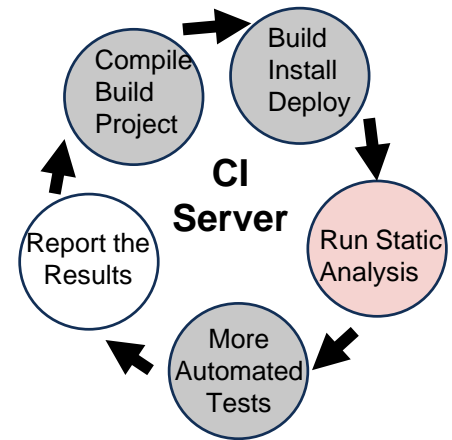 Compile
Build
Project
Build
Install
Deploy
CI
Server
Run Static
Analysis
More
Automated
Tests
Report the
Results